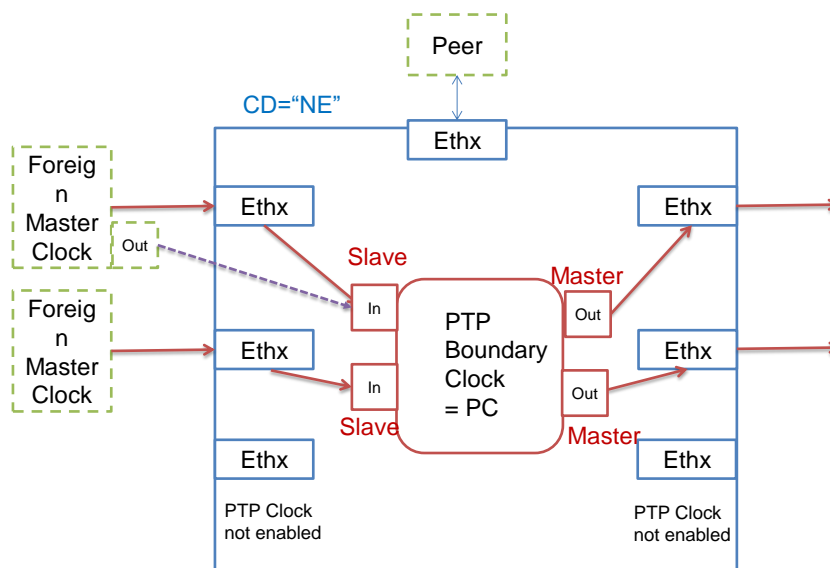 Peer
CD=“NE”
Ethx
Foreig
n
Master
Clock
Out
Ethx
Ethx
Slave
In
Master
Out
PTP
Boundary
Clock
= PC
Foreig
n
Master
Clock
Ethx
Ethx
In
Slave
Out
Master
Ethx
Ethx
PTP Clock
not enabled
PTP Clock
not enabled